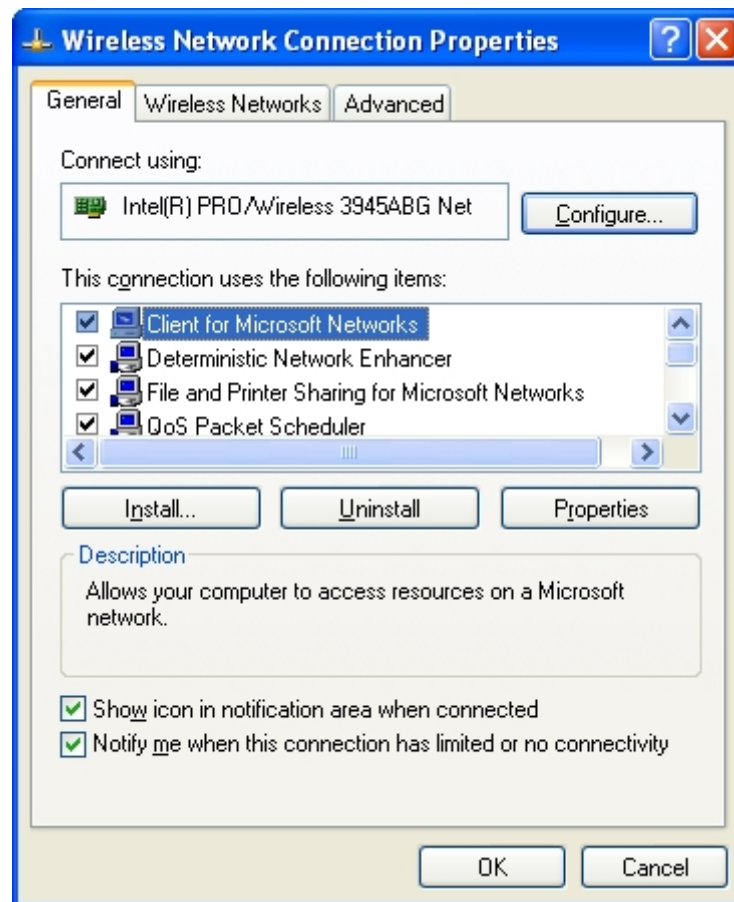 Wireless Network Connection Properties
General Wireless Networks Advanced
Connect using:
Intel(R) PRO/Wireless 3945ABG Net
Configure...
This connection uses the following items:
Client for Microsoft Networks
Deterministic Network Enhancer
File and Printer Sharing for Microsoft Networks
QoS Packet Scheduler
Install... Uninstall Properties
Description
Allows your computer to access resources on a Microsoft
network.
Show icon in notification area when connected
Notify me when this connection has limited or no connectivity
OK Cancel